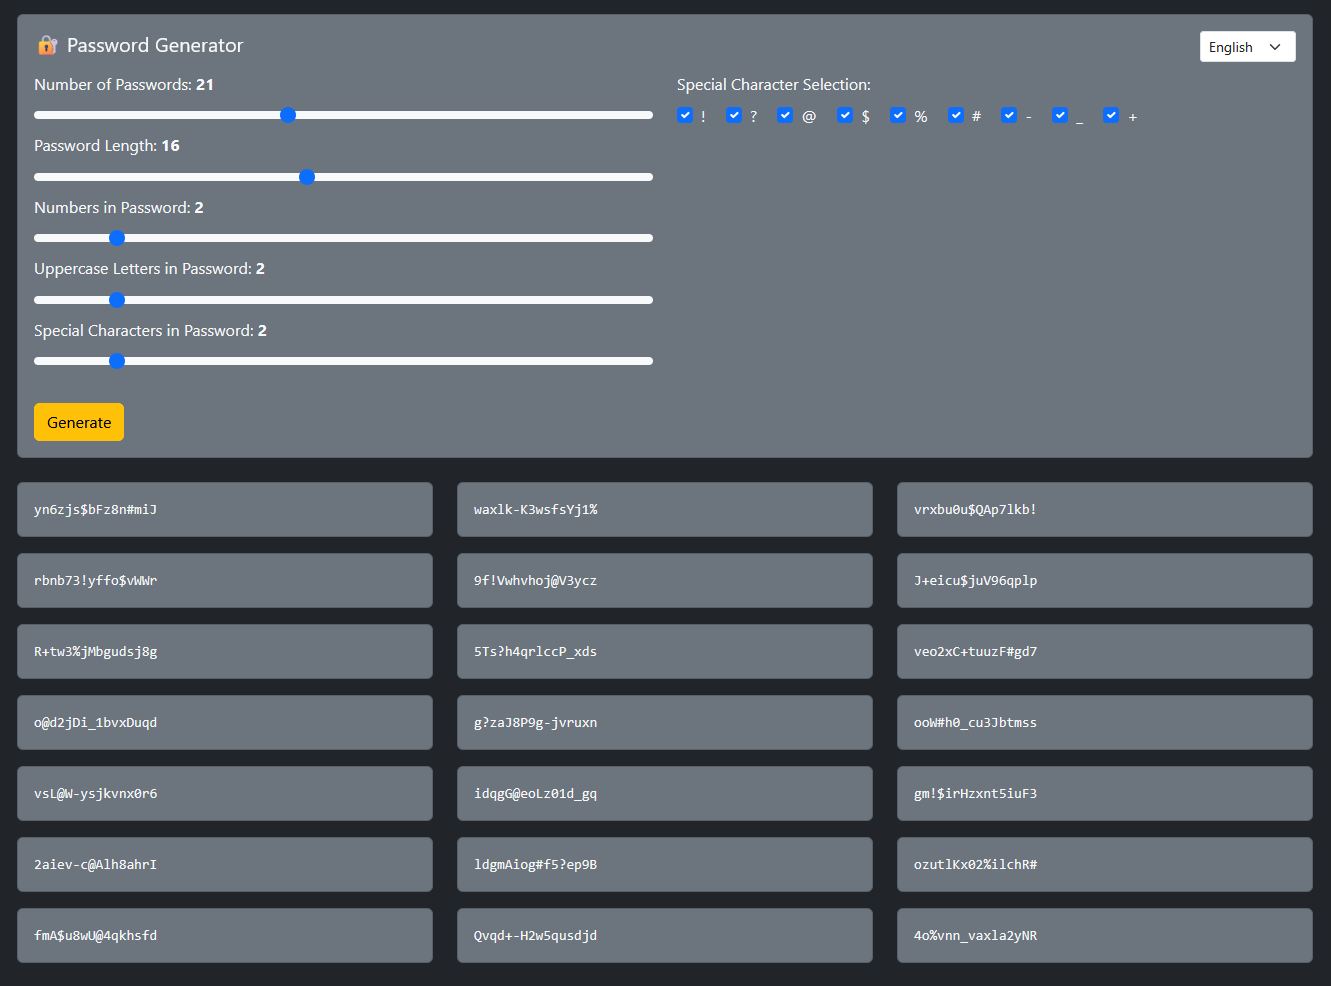 🔐 Password Generator
English
Number of Passwords: 21
Password Length: 16
Numbers in Password: 2
Uppercase Letters in Password: 2
Special Characters in Password: 2
Special Character Selection:
! ? @ $ % # - _ +
Generate
yn6zjs$bFz8n#miJ
waxlk-K3wsfsYj1%
vrxbu0u$QAp7lkb!
rbnb73!yffo$vWWr
9f!Vwhvhoj@V3ycz
J+eicu$juV96qplp
R+tw3%jMbgudsj8g
5Ts?h4qrlccP_xds
veo2xC+tuuzF#gd7
o@d2jDi_1bvxDuqd
g?zaJ8P9g-jvruxn
ooW#h0_cu3Jbtmss
vsL@W-ysjkvnx0r6
idqgG@eoLz01d_gq
gm!$irHzxnt5iuF3
2aiev-c@Alh8ahrI
ldgmAiog#f5?ep9B
ozutlKx02%ilchR#
fmA$u8wU@4qkhsfd
Qvqd+-H2w5qusdjd
4o%vnn_vaxla2yNR